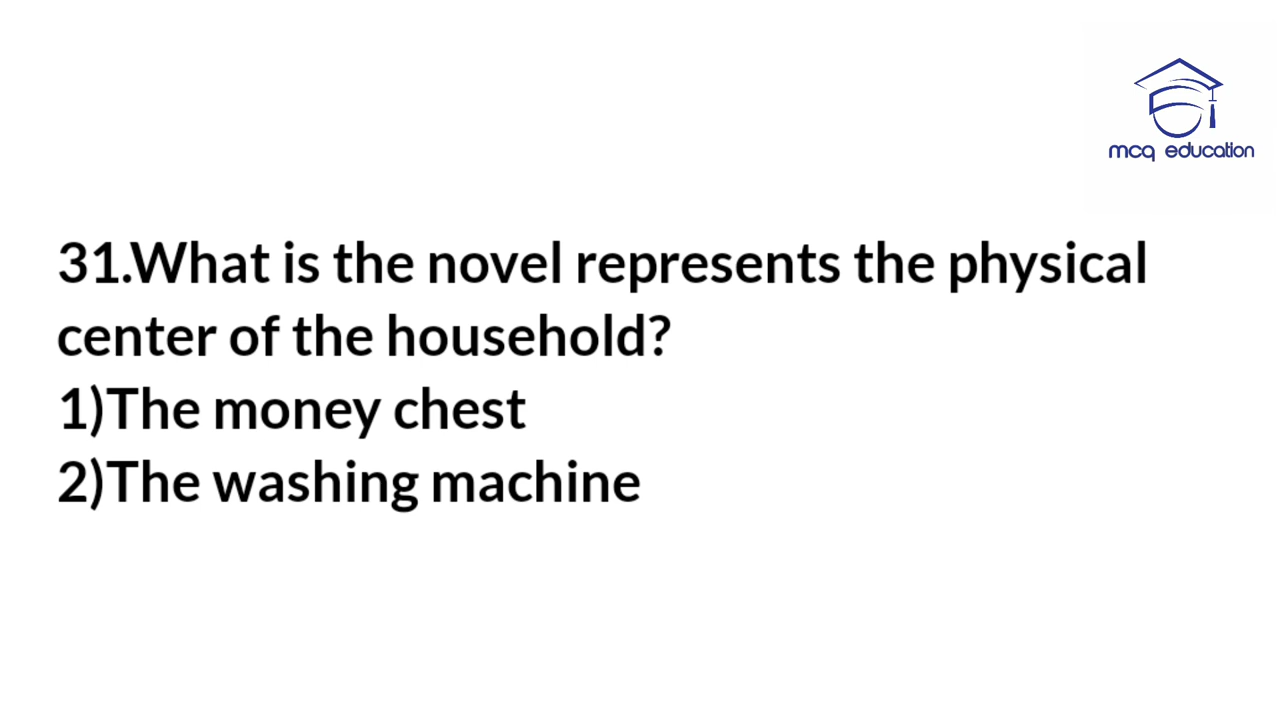 mcq education
31.What is the novel represents the physical
center of the household?
1)The money chest
2)The washing machine